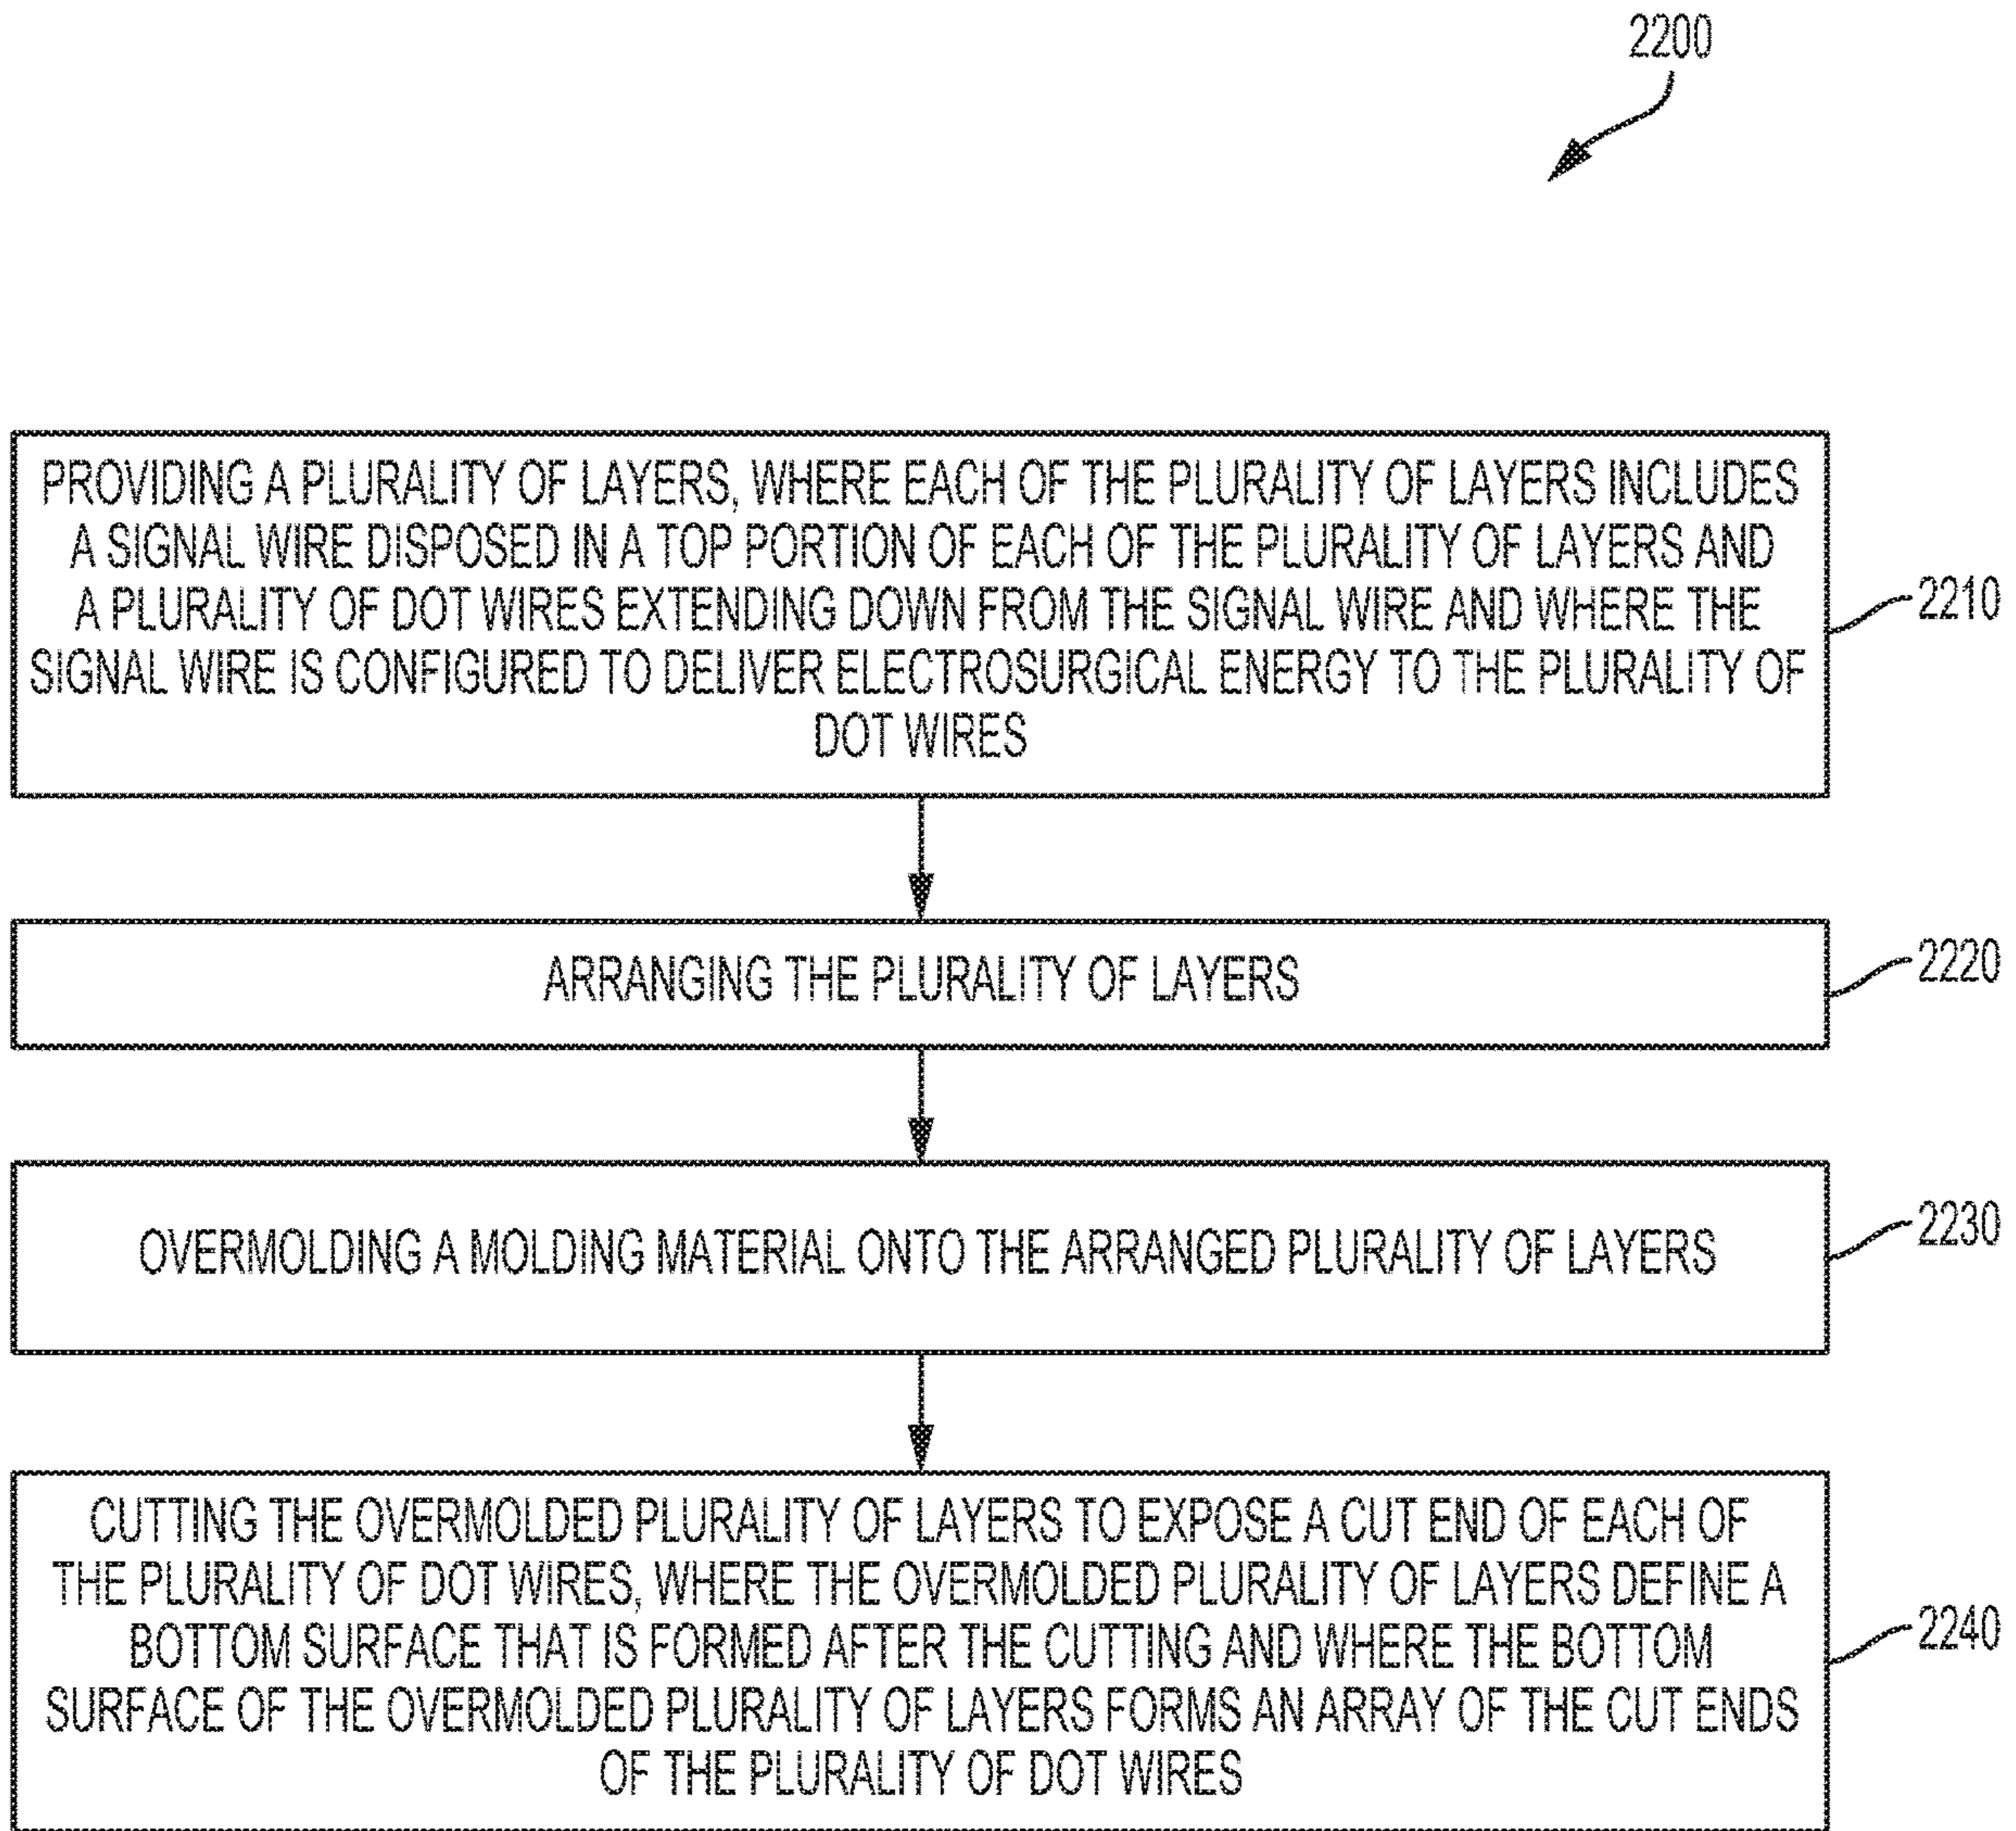 2200
PROVIDING A PLURALITY OF LAYERS, WHERE EACH OF THE PLURALITY OF LAYERS INCLUDES
A SIGNAL WIRE DISPOSED IN A TOP PORTION OF EACH OF THE PLURALITY OF LAYERS AND
A PLURALITY OF DOT WIRES EXTENDING DOWN FROM THE SIGNAL WIRE AND WHERE THE
SIGNAL WIRE IS CONFIGURED TO DELIVER ELECTROSURGICAL ENERGY TO THE PLURALITY OF
DOT WIRES
2210
ARRANGING THE PLURALITY OF LAYERS
2220
OVERMOLDING A MOLDING MATERIAL ONTO THE ARRANGED PLURALITY OF LAYERS
2230
CUTTING THE OVERMOLDED PLURALITY OF LAYERS TO EXPOSE A CUT END OF EACH OF
THE PLURALITY OF DOT WIRES, WHERE THE OVERMOLDED PLURALITY OF LAYERS DEFINE A
BOTTOM SURFACE THAT IS FORMED AFTER THE CUTTING AND WHERE THE BOTTOM
SURFACE OF THE OVERMOLDED PLURALITY OF LAYERS FORMS AN ARRAY OF THE CUT ENDS
OF THE PLURALITY OF DOT WIRES
2240